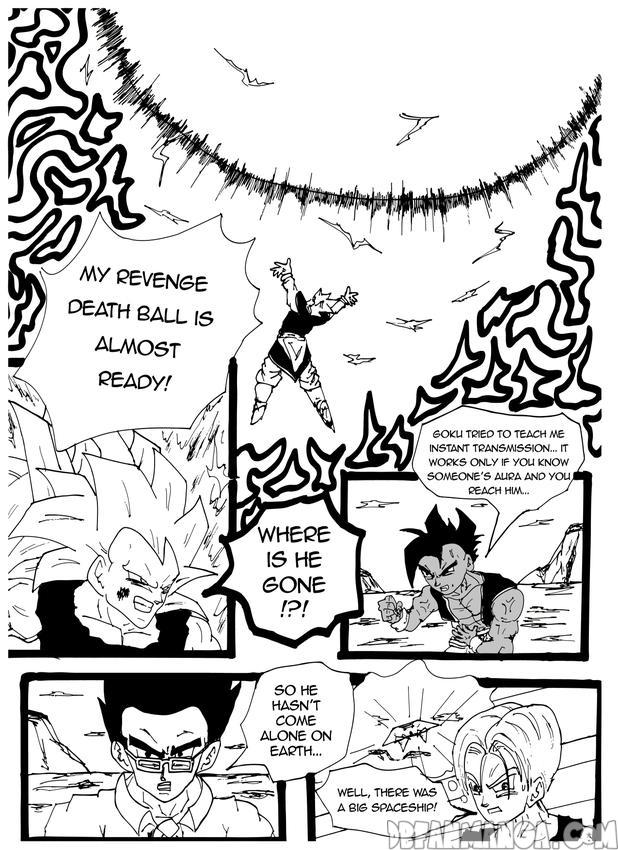 MY REVENGE
DEATH BALL IS
ALMOST
READY!
GOKU TRIED TO TEACH ME
INSTANT TRANSMISSION... IT
WORKS ONLY IF YOU KNOW
SOMEONE'S AURA AND YOU
REACH HIM...
WHERE
IS HE
GONE
!?!
SO HE
HASN'T
COME
ALONE ON
EARTH...
WELL, THERE WAS
A BIG SPACESHIP!
DBFANMANGA.COM